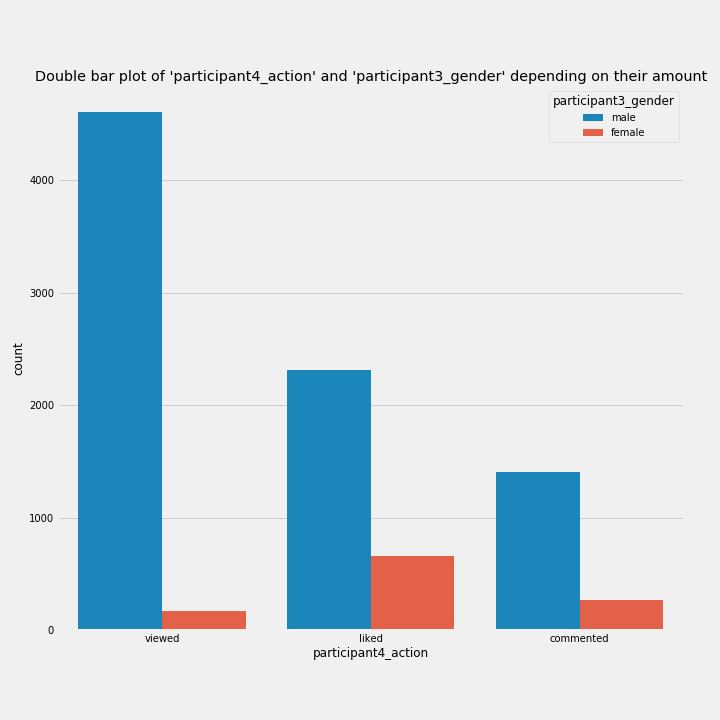 Double bar plot of 'participant4_action' and 'participant3_gender' depending on their amount
participant3_gender
male
female
4000
3000
2000
1000
0
count
viewed
liked
commented
participant4_action